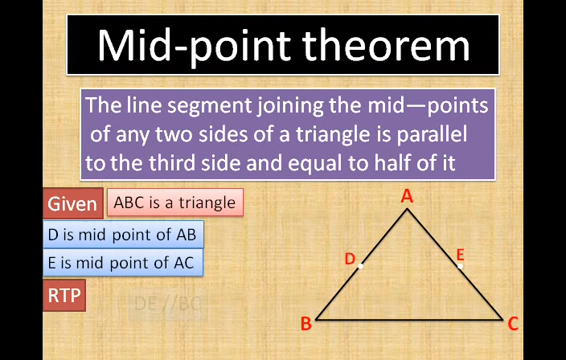 Mid-point theorem
The line segment joining the mid—points
of any two sides of a triangle is parallel
to the third side and equal to half of it
Given ABC is a triangle
D is mid point of AB
E is mid point of AC
RTP DE//BC
A
D E
B C